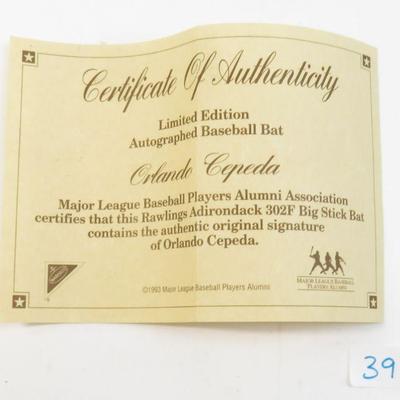 Certificate Of Authenticity
Limited Edition
Autographed Baseball Bat
Orlando Cepeda
Major League Baseball Players Alumni Association
certifies that this Rawlings Adirondack 302F Big Stick Bat
contains the authentic original signature
of Orlando Cepeda.
©1993 Major League Baseball Players Alumni
MAJOR LEAGUE BASEBALL
PLAYERS ALUMNI
39